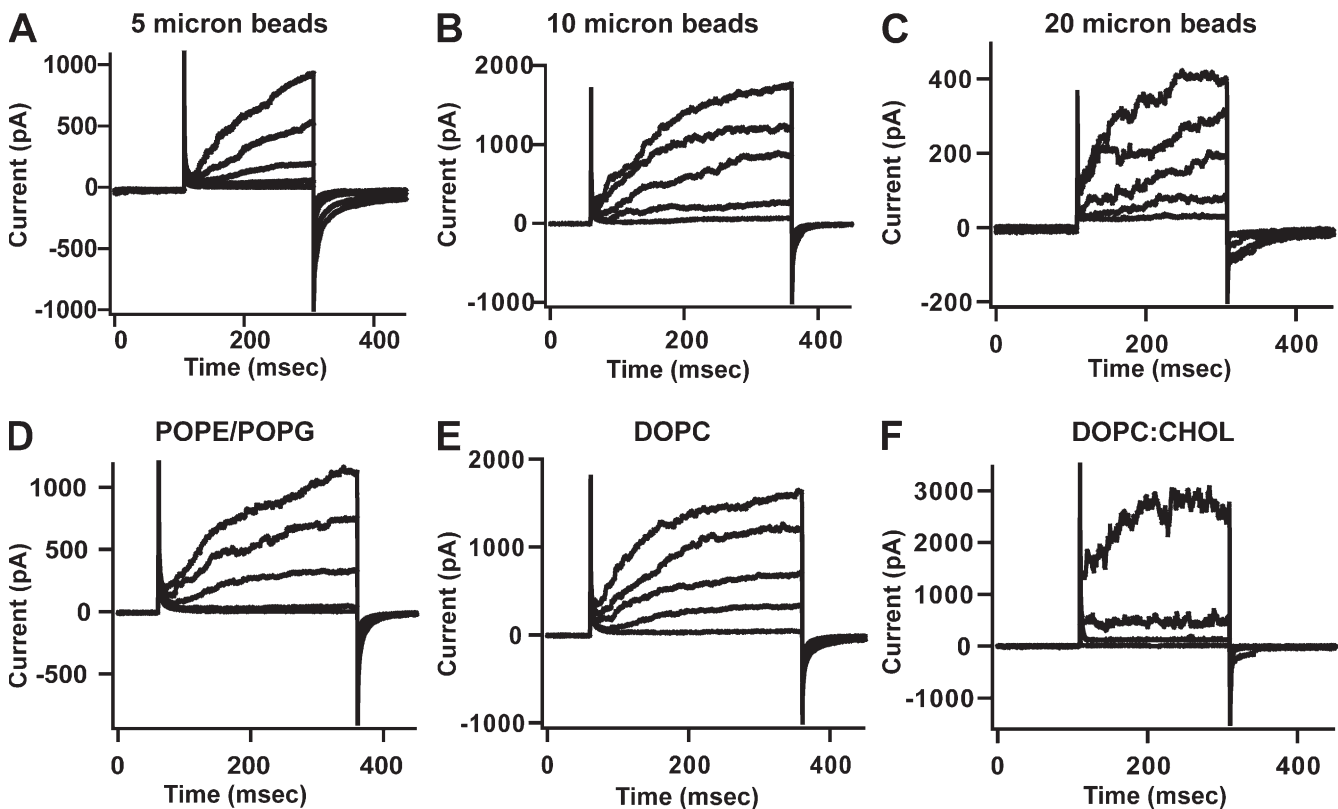 A 5 micron beads
Current (pA)
1000
500
0
-500
-1000
0 200 400
Time (msec)
B 10 micron beads
Current (pA)
2000
1000
0
-1000
0 200 400
Time (msec)
C 20 micron beads
Current (pA)
400
200
0
-200
0 200 400
Time (msec)
D POPE/POPG
Current (pA)
1000
500
0
-500
0 200 400
Time (msec)
E DOPC
Current (pA)
2000
1000
0
-1000
0 200 400
Time (msec)
F DOPC:CHOL
Current (pA)
3000
2000
1000
0
-1000
0 200 400
Time (msec)